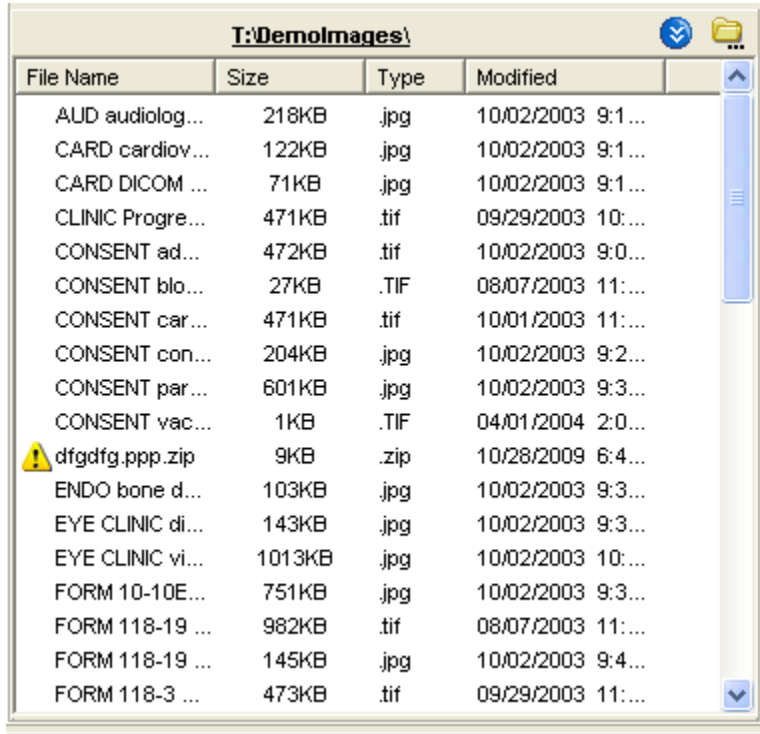 T:\DemoImages\
File Name Size Type Modified
AUD audiolog... 218KB .jpg 10/02/2003 9:1...
CARD cardiov... 122KB .jpg 10/02/2003 9:1...
CARD DICOM ... 71KB .jpg 10/02/2003 9:1...
CLINIC Progre... 471KB .tif 09/29/2003 10:...
CONSENT ad... 472KB .tif 10/02/2003 9:0...
CONSENT blo... 27KB .TIF 08/07/2003 11:...
CONSENT car... 471KB .tif 10/01/2003 11:...
CONSENT con... 204KB .jpg 10/02/2003 9:2...
CONSENT par... 601KB .jpg 10/02/2003 9:3...
CONSENT vac... 1KB .TIF 04/01/2004 2:0...
dfgdfg.ppp.zip 9KB .zip 10/28/2009 6:4...
ENDO bone d... 103KB .jpg 10/02/2003 9:3...
EYE CLINIC di... 143KB .jpg 10/02/2003 9:3...
EYE CLINIC vi... 1013KB .jpg 10/02/2003 10:...
FORM 10-10E... 751KB .jpg 10/02/2003 9:3...
FORM 118-19 ... 982KB .tif 08/07/2003 11:...
FORM 118-19 ... 145KB .jpg 10/02/2003 9:4...
FORM 118-3 ... 473KB .tif 09/29/2003 11:...